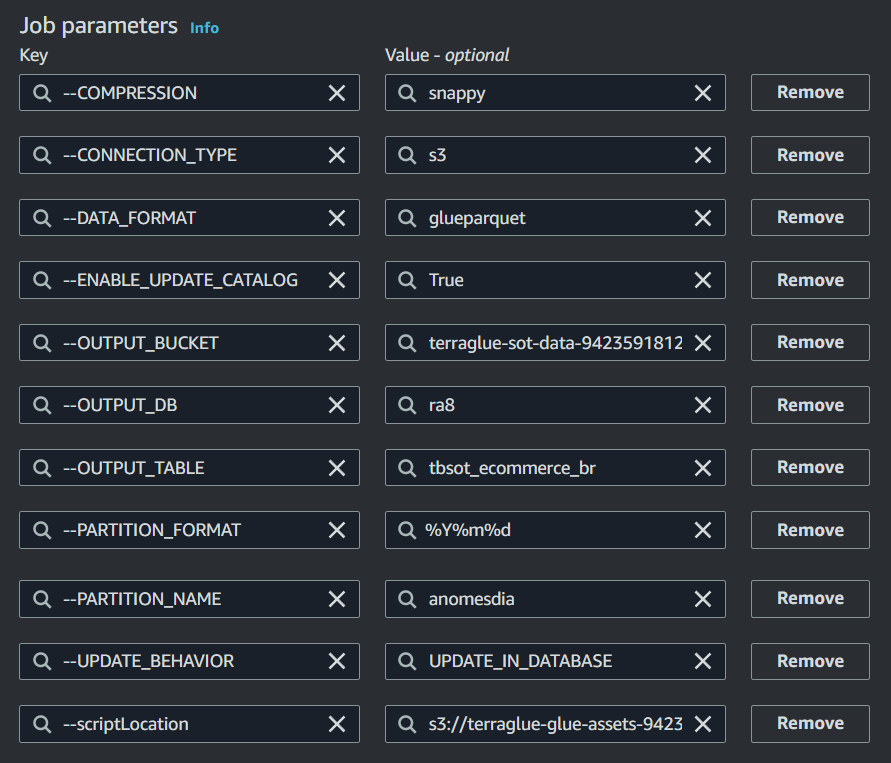 Job parameters Info
Key Value - optional
--COMPRESSION snappy Remove
--CONNECTION_TYPE s3 Remove
--DATA_FORMAT glueparquet Remove
--ENABLE_UPDATE_CATALOG True Remove
--OUTPUT_BUCKET terraglue-sot-data-9423591812 Remove
--OUTPUT_DB ra8 Remove
--OUTPUT_TABLE tbsot_ecommerce_br Remove
--PARTITION_FORMAT %Y%m%d Remove
--PARTITION_NAME anomesdia Remove
--UPDATE_BEHAVIOR UPDATE_IN_DATABASE Remove
--scriptLocation s3://terraglue-glue-assets-9423 Remove